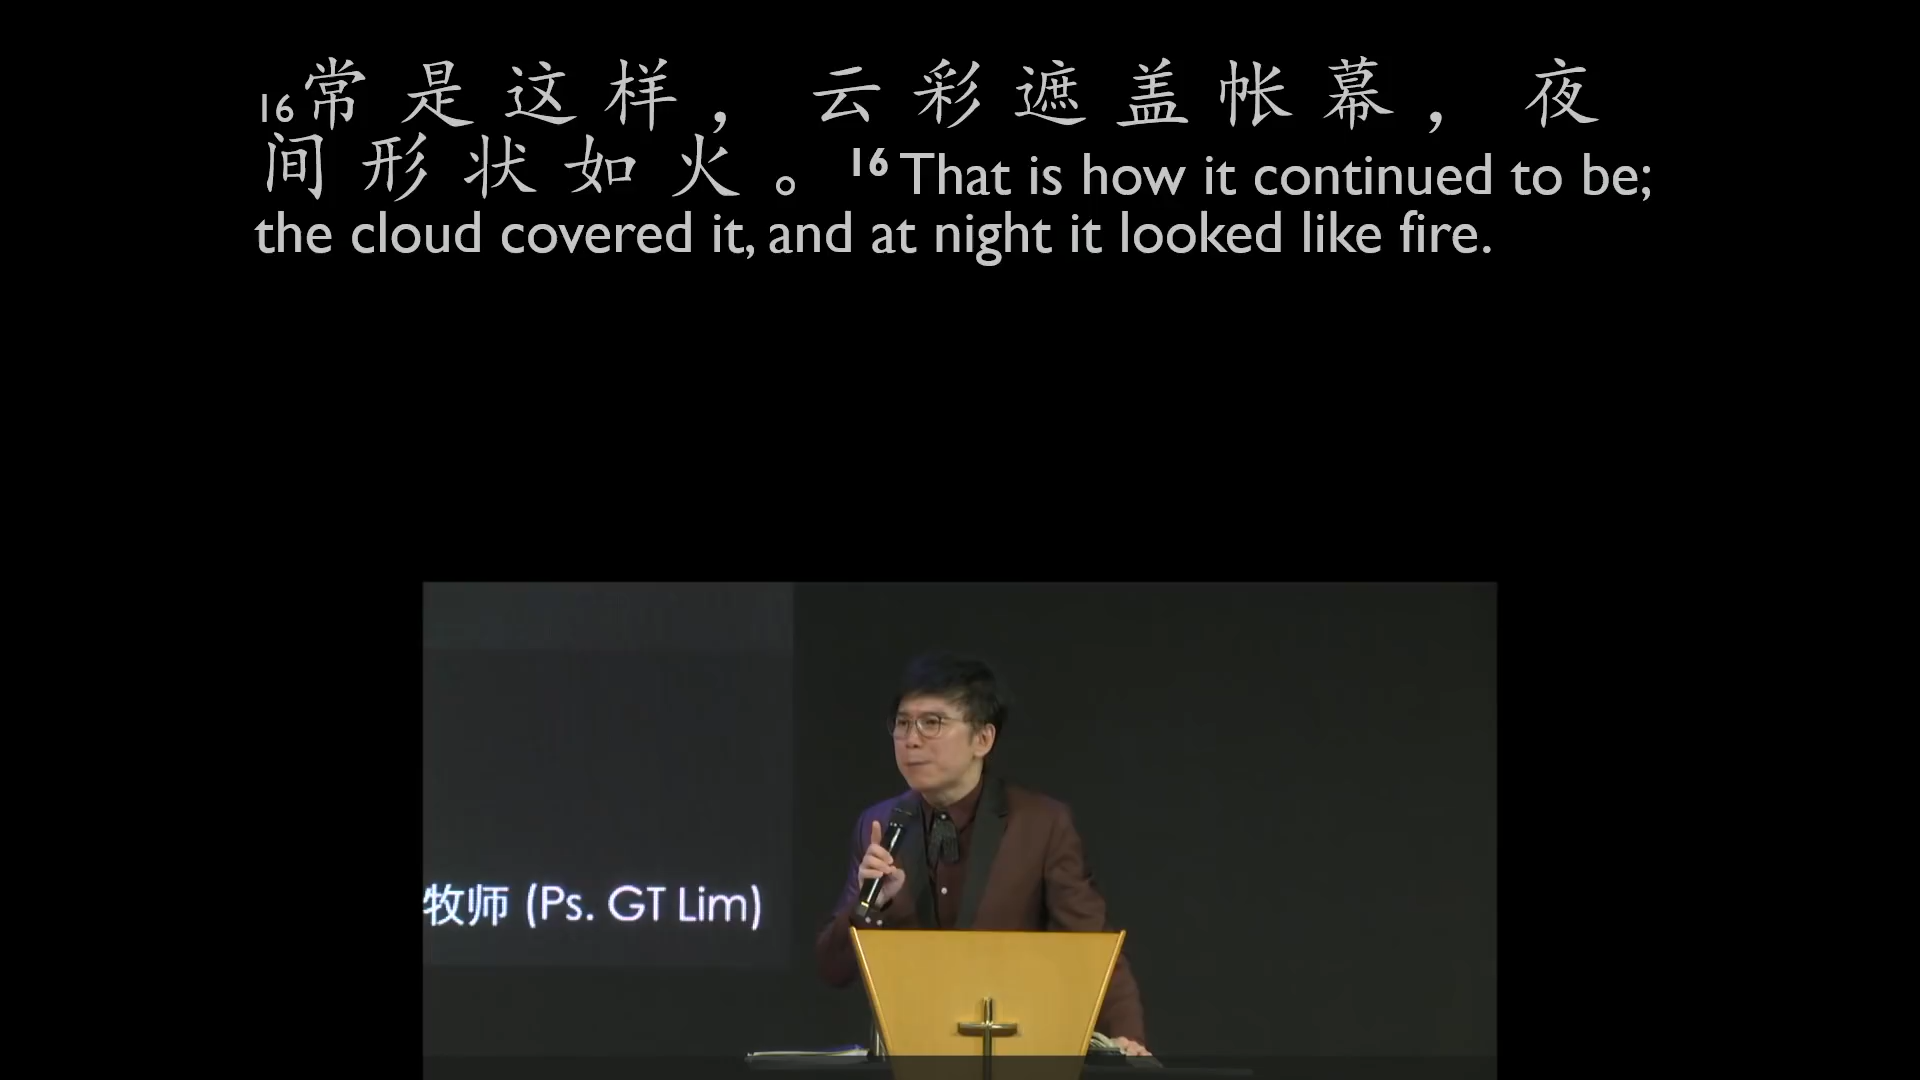 16常是这样，云彩遮盖帐幕，夜
间形状如火。 16 That is how it continued to be;
the cloud covered it, and at night it looked like fire.
牧师 (Ps. GT Lim)